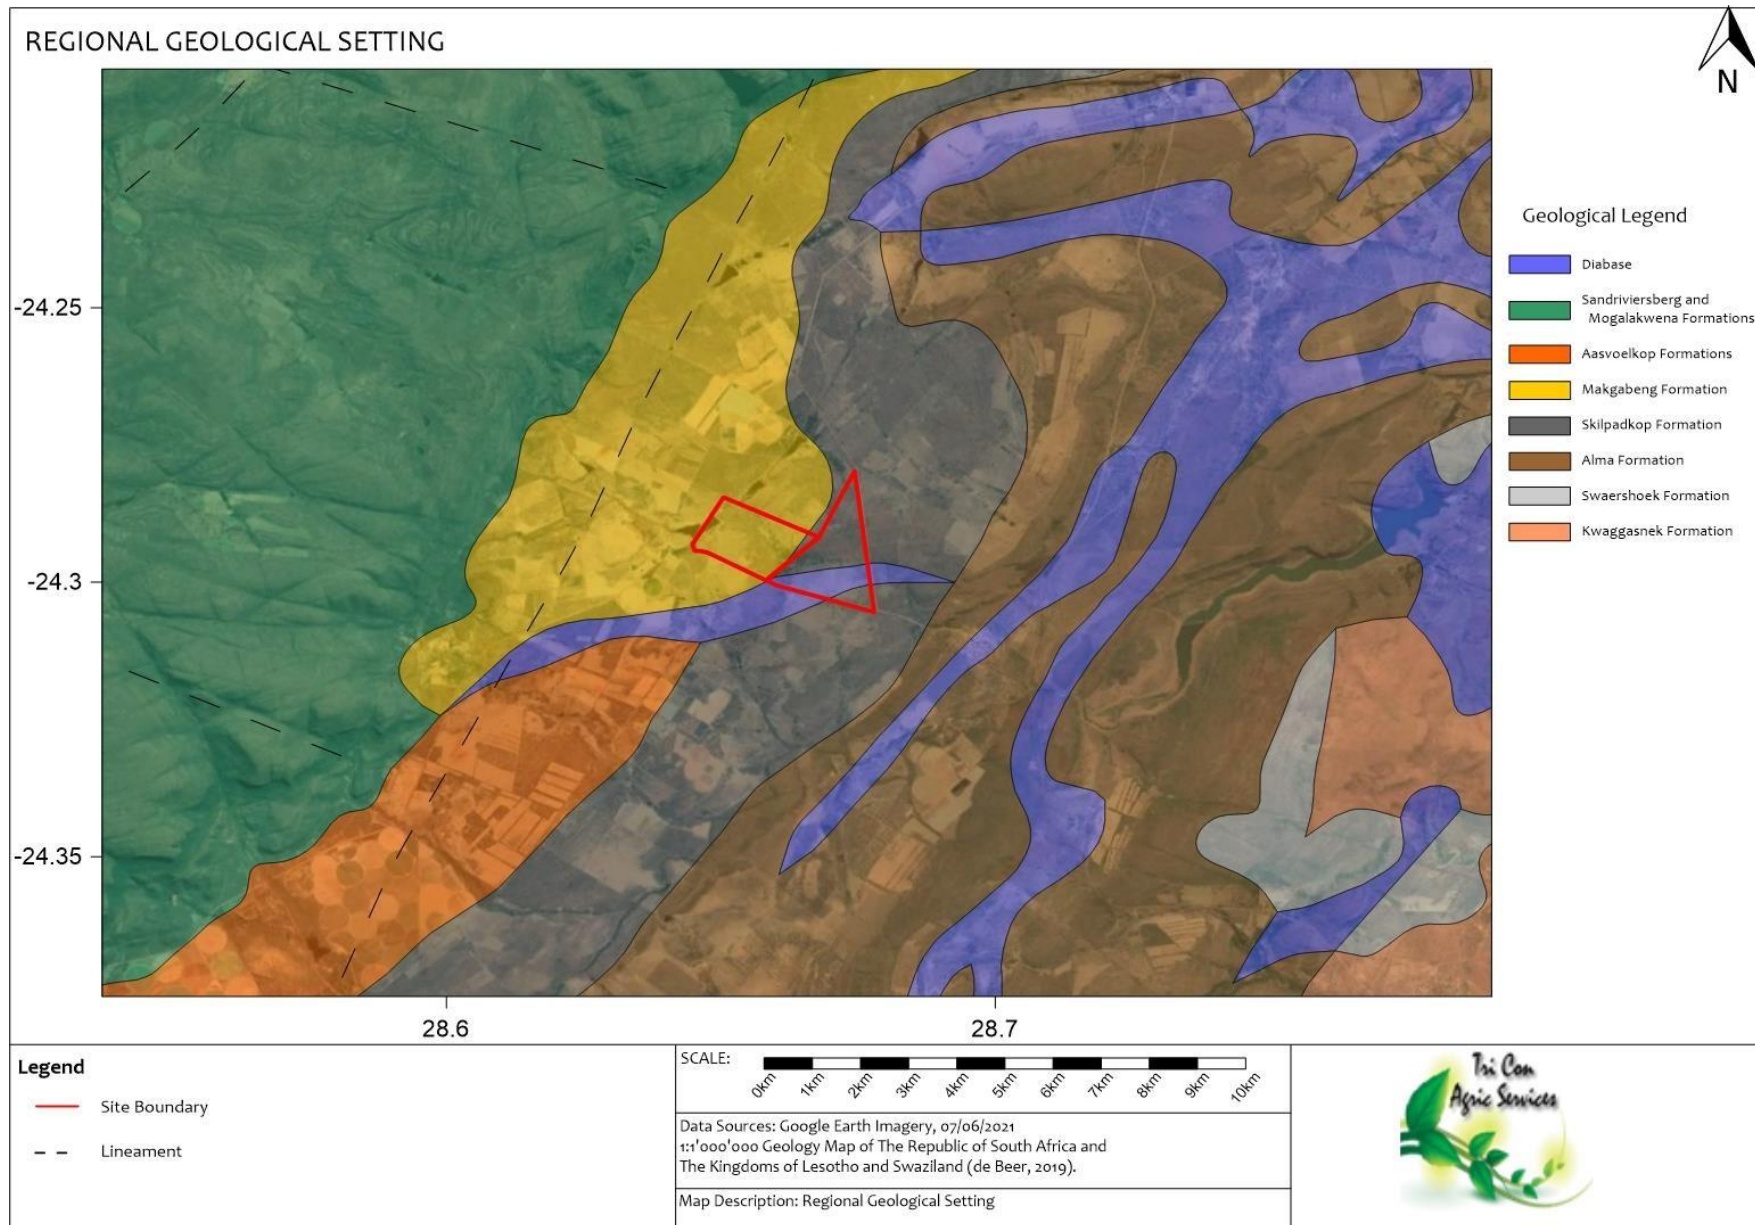 REGIONAL GEOLOGICAL SETTING
N
-24.25
-24.3
-24.35
28.6
28.7
Geological Legend
Diabase
Sandriviersberg and
Mogalakwena Formations
Aasvoelkop Formations
Makgabeng Formation
Skilpadkop Formation
Alma Formation
Swaershoek Formation
Kwaggasnek Formation
Legend
Site Boundary
Lineament
SCALE:
0km 1km 2km 3km 4km 5km 6km 7km 8km 9km 10km
Data Sources: Google Earth Imagery, 07/06/2021
1:1'000'000 Geology Map of The Republic of South Africa and
The Kingdoms of Lesotho and Swaziland (de Beer, 2019).
Map Description: Regional Geological Setting
Tri Con
Agric Services